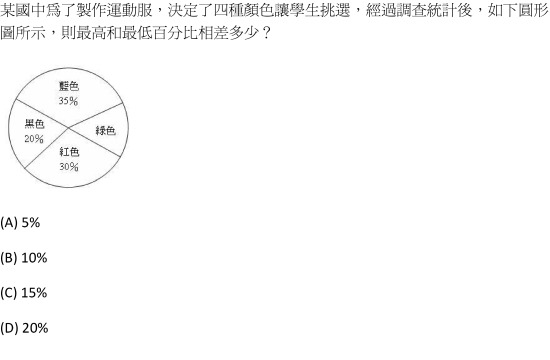 某國中為了製作運動服，決定了四種顏色讓學生挑選，經過調查統計後，如下圓形
圖所示，則最高和最低百分比相差多少？
藍色
35%
黑色
20%
綠色
紅色
30%
(A) 5%
(B) 10%
(C) 15%
(D) 20%